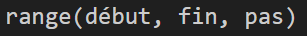 range(début, fin, pas)